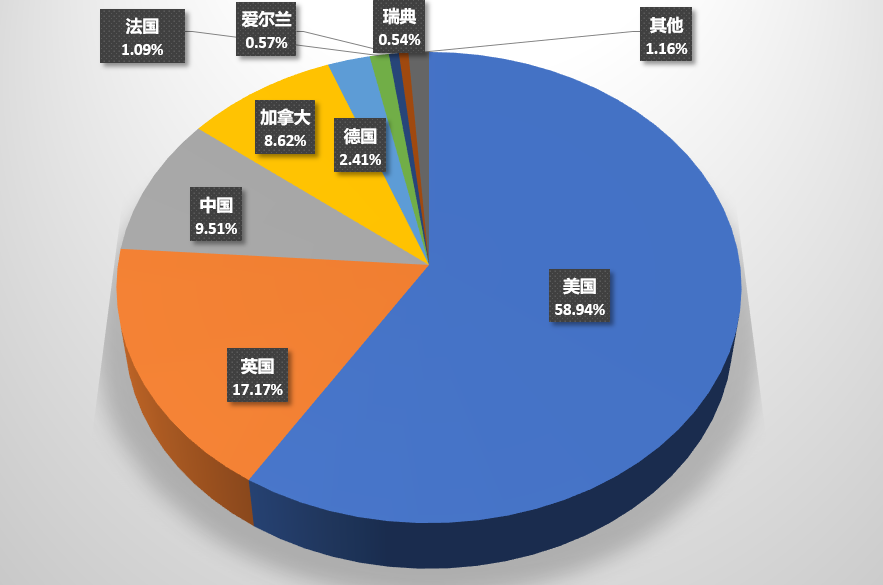 法国
1.09%
爱尔兰
0.57%
瑞典
0.54%
其他
1.16%
加拿大
8.62%
德国
2.41%
中国
9.51%
美国
58.94%
英国
17.17%